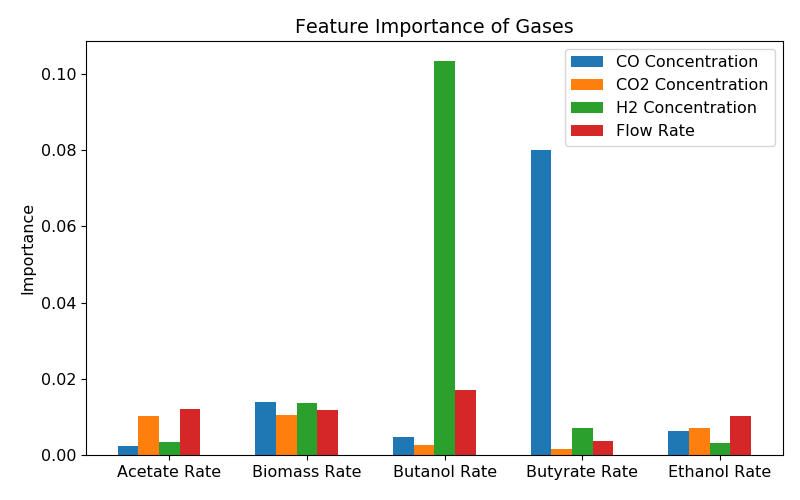 Feature Importance of Gases
CO Concentration
CO2 Concentration
H2 Concentration
Flow Rate
Importance
0.10
0.08
0.06
0.04
0.02
0.00
Acetate Rate
Biomass Rate
Butanol Rate
Butyrate Rate
Ethanol Rate